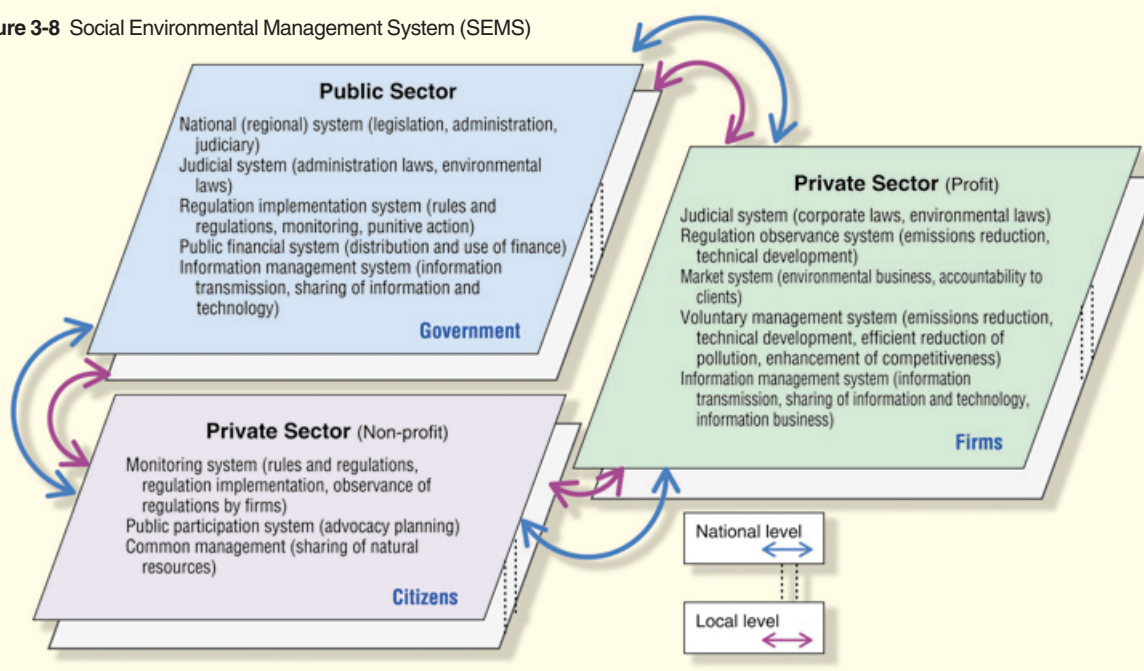 ure 3-8 Social Environmental Management System (SEMS)
Public Sector
National (regional) system (legislation, administration,
judiciary)
Judicial system (administration laws, environmental
laws)
Regulation implementation system (rules and
regulations, monitoring, punitive action)
Public financial system (distribution and use of finance)
Information management system (information
transmission, sharing of information and
technology)
Government
Private Sector (Profit)
Judicial system (corporate laws, environmental laws)
Regulation observance system (emissions reduction,
technical development)
Market system (environmental business, accountability to
clients)
Voluntary management system (emissions reduction,
technical development, efficient reduction of
pollution, enhancement of competitiveness)
Information management system (information
transmission, sharing of information and technology,
information business)
Firms
Private Sector (Non-profit)
Monitoring system (rules and regulations,
regulation implementation, observance of
regulations by firms)
Public participation system (advocacy planning)
Common management (sharing of natural
resources)
Citizens
National level
Local level